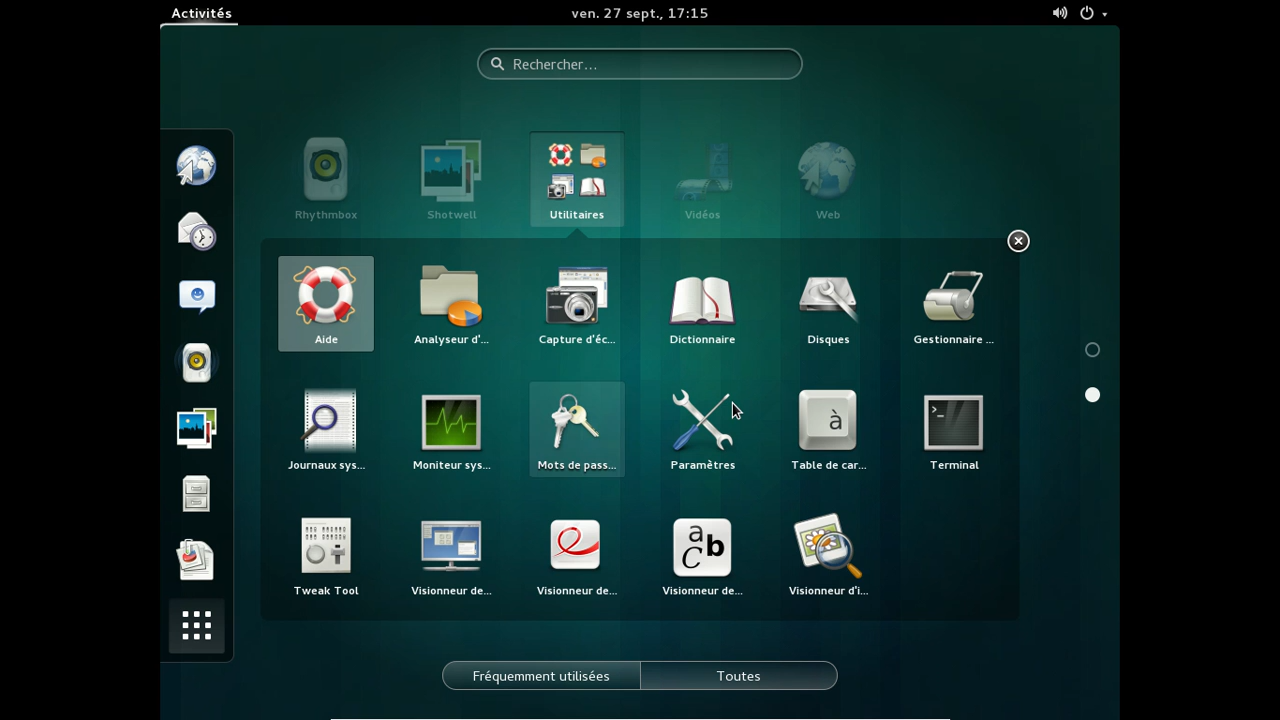 Activités
ven. 27 sept., 17:15
Rechercher…
Rhythmbox
Shotwell
Utilitaires
Vidéos
Web
Aide
Analyseur d'...
Capture d'éc...
Dictionnaire
Disques
Gestionnaire ...
Journaux sys...
Moniteur sys...
Mots de pass...
Paramètres
à
Table de car...
>_
Terminal
Tweak Tool
Visionneur de...
Visionneur de...
a
b
C
Visionneur de...
Visionneur d'i...
Fréquemment utilisées
Toutes